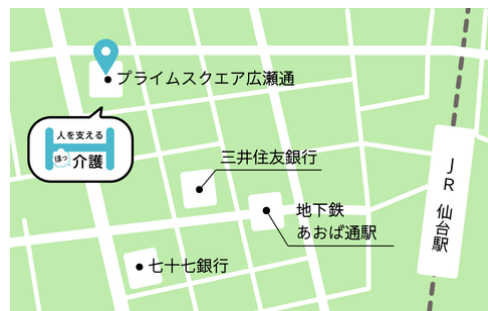 プライムスクエア広瀬通
人を支える
ほっ
介護
三井住友銀行
地下鉄
あおば通駅
七十七銀行
JR 仙台駅